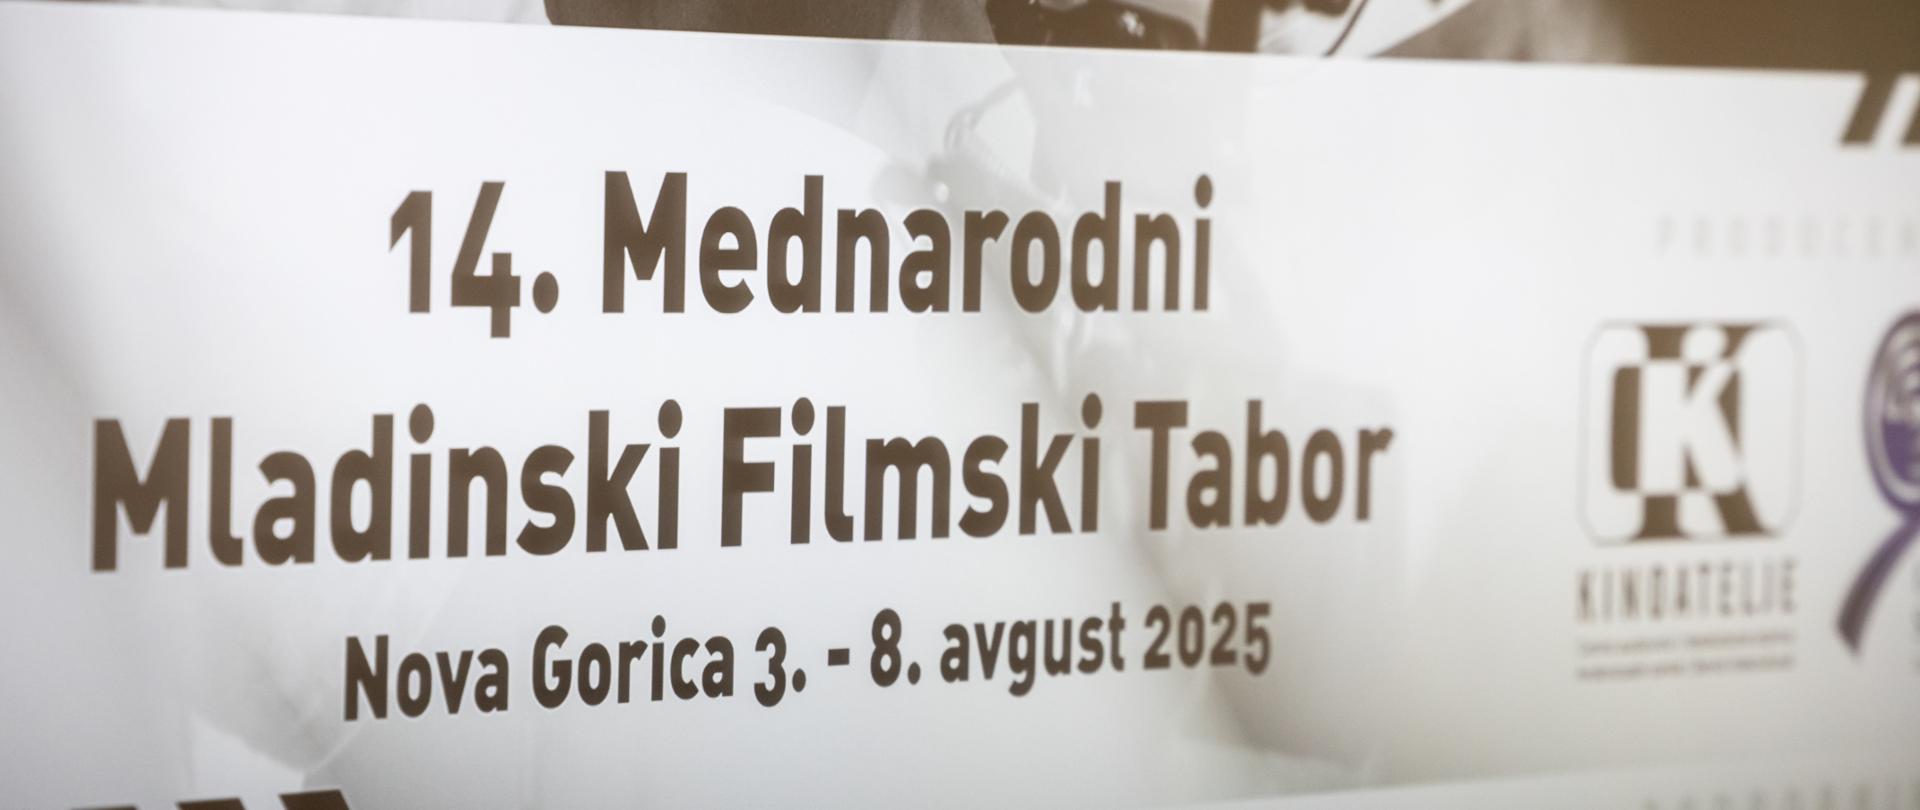 14. Mednarodni
Mladinski Filmski Tabor
Nova Gorica 3. - 8. avgust 2025
K
KINOATELJE